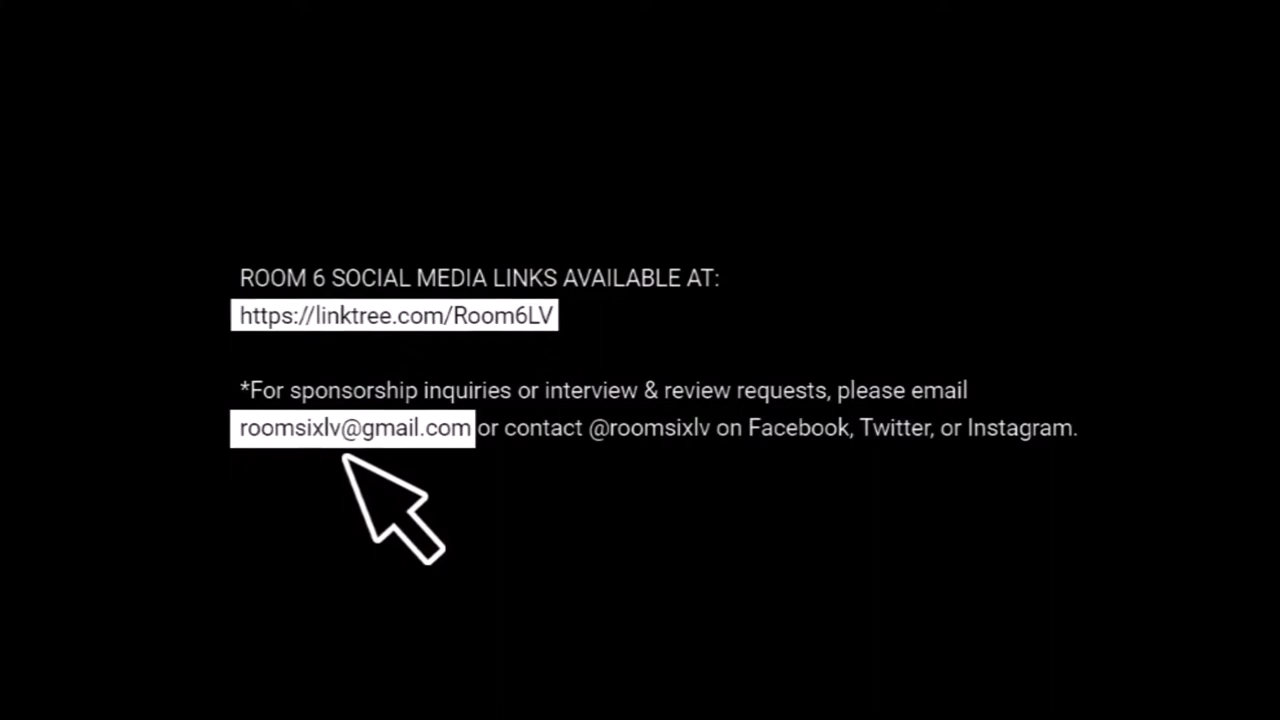 ROOM 6 SOCIAL MEDIA LINKS AVAILABLE AT:
https://linktree.com/Room6LV
*For sponsorship inquiries or interview & review requests, please email
roomsixlv@gmail.com or contact @roomsixlv on Facebook, Twitter, or Instagram.